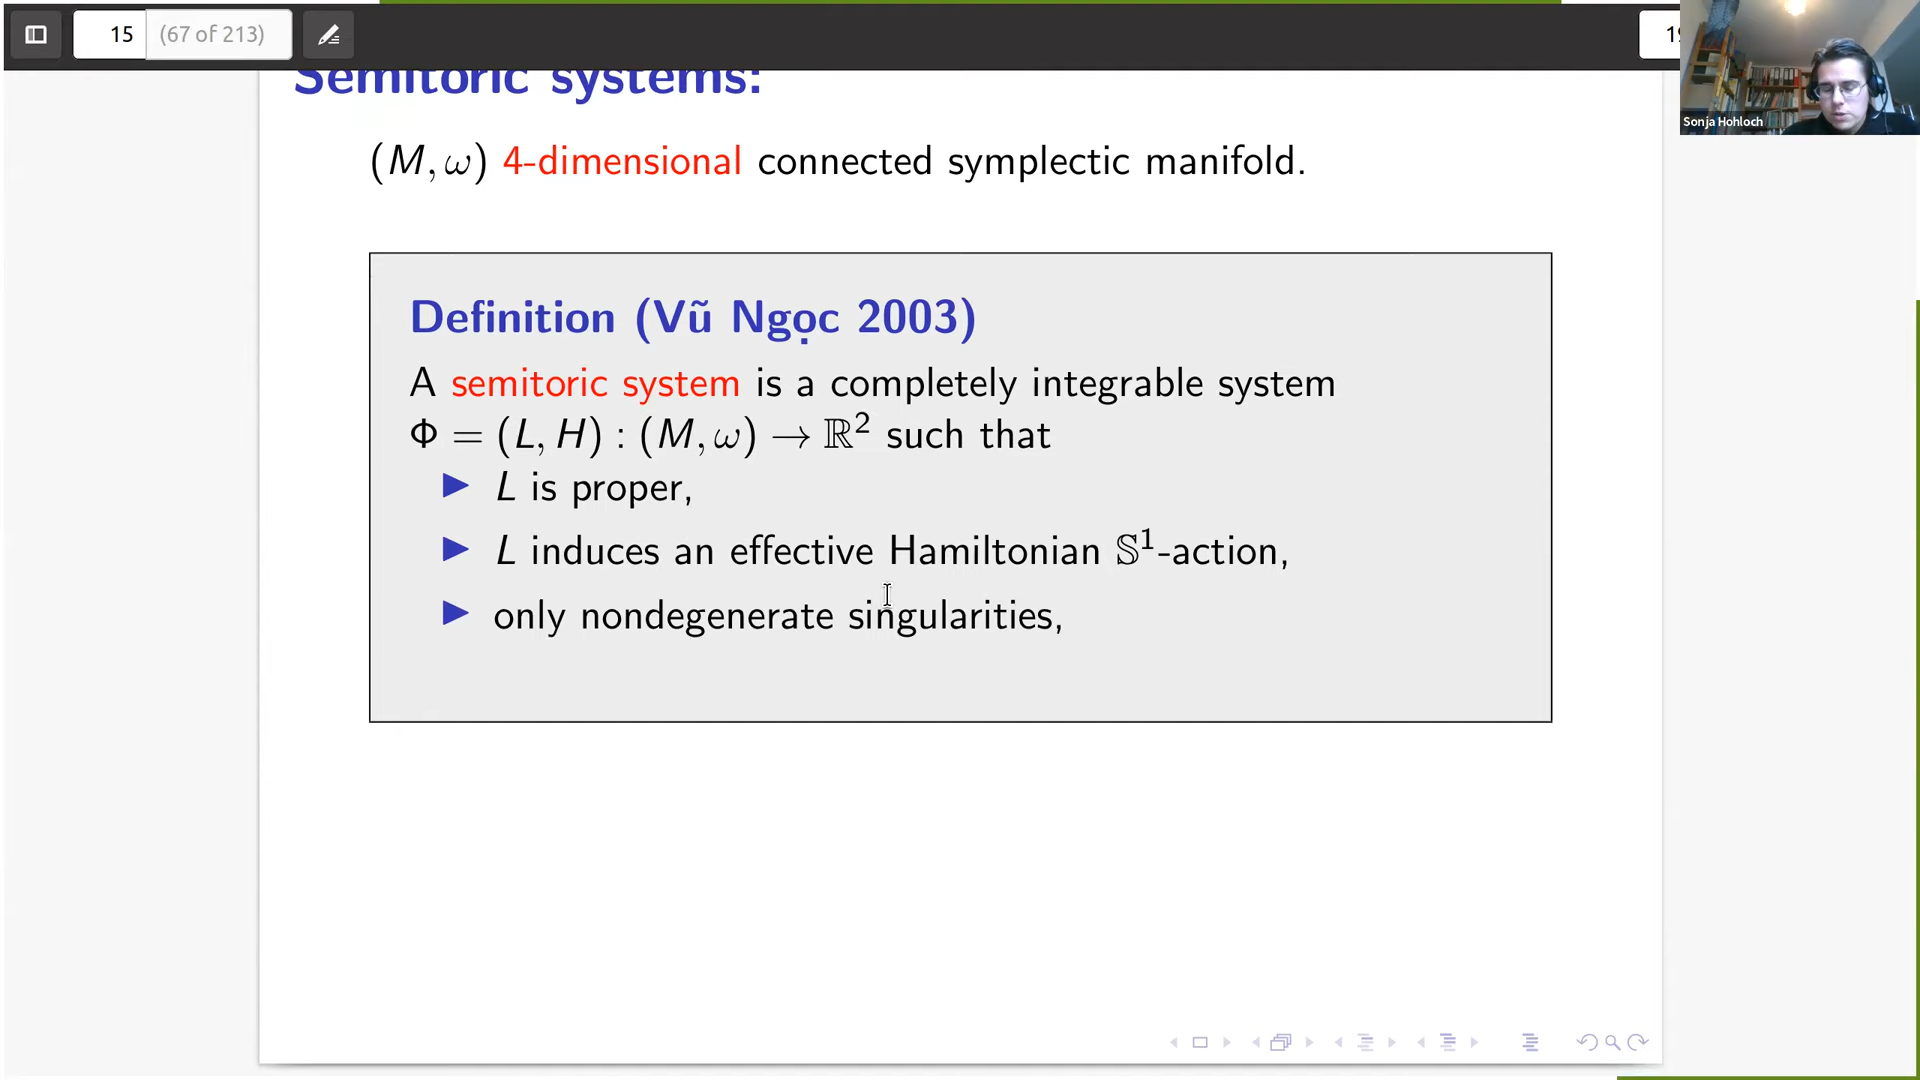 15 (67 of 213)
Sonja Hohloch
Semitoric systems:
(M, ω) 4-dimensional connected symplectic manifold.
Definition (Vũ Ngọc 2003)
A semitoric system is a completely integrable system
Φ = (L, H) : (M, ω) → ℝ² such that
▶ L is proper,
▶ L induces an effective Hamiltonian 𝕊¹-action,
▶ only nondegenerate singularities,